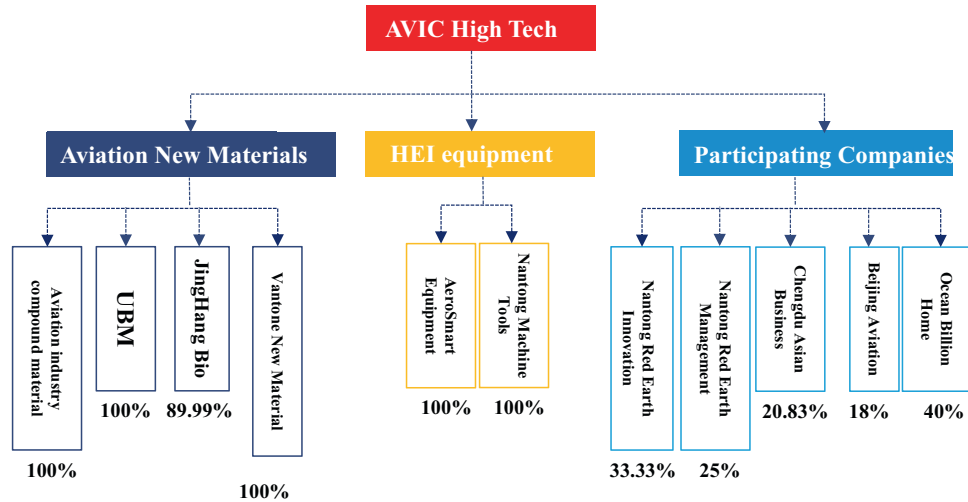 AVIC High Tech
Aviation New Materials
HEI equipment
Participating Companies
Aviation industry
compound material
UBM
JingHang Bio
Vantone New Material
AeroSmart
Equipment
Nantong Machine
Tools
Nantong Red Earth
Innovation
Nantong Red Earth
Management
Chengdu Asian
Business
Beijing Aviation
Ocean Billion
Home
100%
100%
89.99%
100%
100%
100%
33.33%
25%
20.83%
18%
40%